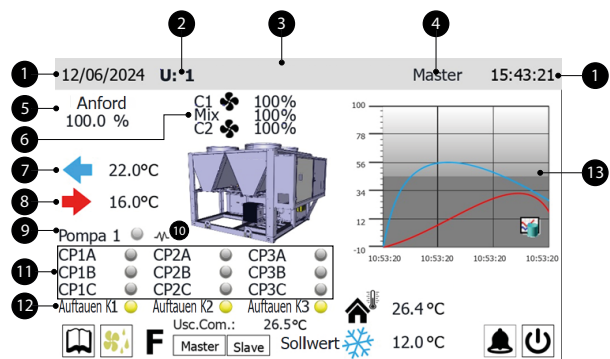 2 3 4
1 12/06/2024 U: 1 Master 15:43:21 1
5 Anford
100.0 %
6 C1 100%
Mix 100%
C2 100%
7 22.0°C
8 16.0°C
100
78
56
34
12
-10
10:53:20 10:53:20 10:53:20 10:53:20
13
9 Pompa 1 10
11 CP1A CP2A CP3A
CP1B CP2B CP3B
CP1C CP2C CP3C
12 Auftauen K1 Auftauen K2 Auftauen K3
26.4 °C
F Usc.Com.: 26.5°C
Master Slave Sollwert 12.0 °C